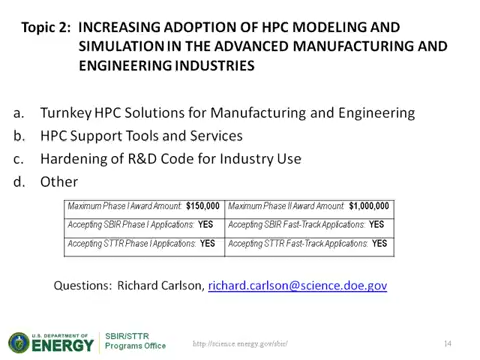 Topic 2: INCREASING ADOPTION OF HPC MODELING AND
SIMULATION IN THE ADVANCED MANUFACTURING AND
ENGINEERING INDUSTRIES
a. Turnkey HPC Solutions for Manufacturing and Engineering
b. HPC Support Tools and Services
c. Hardening of R&D Code for Industry Use
d. Other
Maximum Phase I Award Amount: $150,000 Maximum Phase II Award Amount: $1,000,000
Accepting SBIR Phase I Applications: YES Accepting SBIR Fast-Track Applications: YES
Accepting STTR Phase I Applications: YES Accepting STTR Fast-Track Applications: YES
Questions: Richard Carlson, richard.carlson@science.doe.gov
U.S. DEPARTMENT OF
ENERGY
SBIR/STTR
Programs Office
http://science.energy.gov/sbir/
14